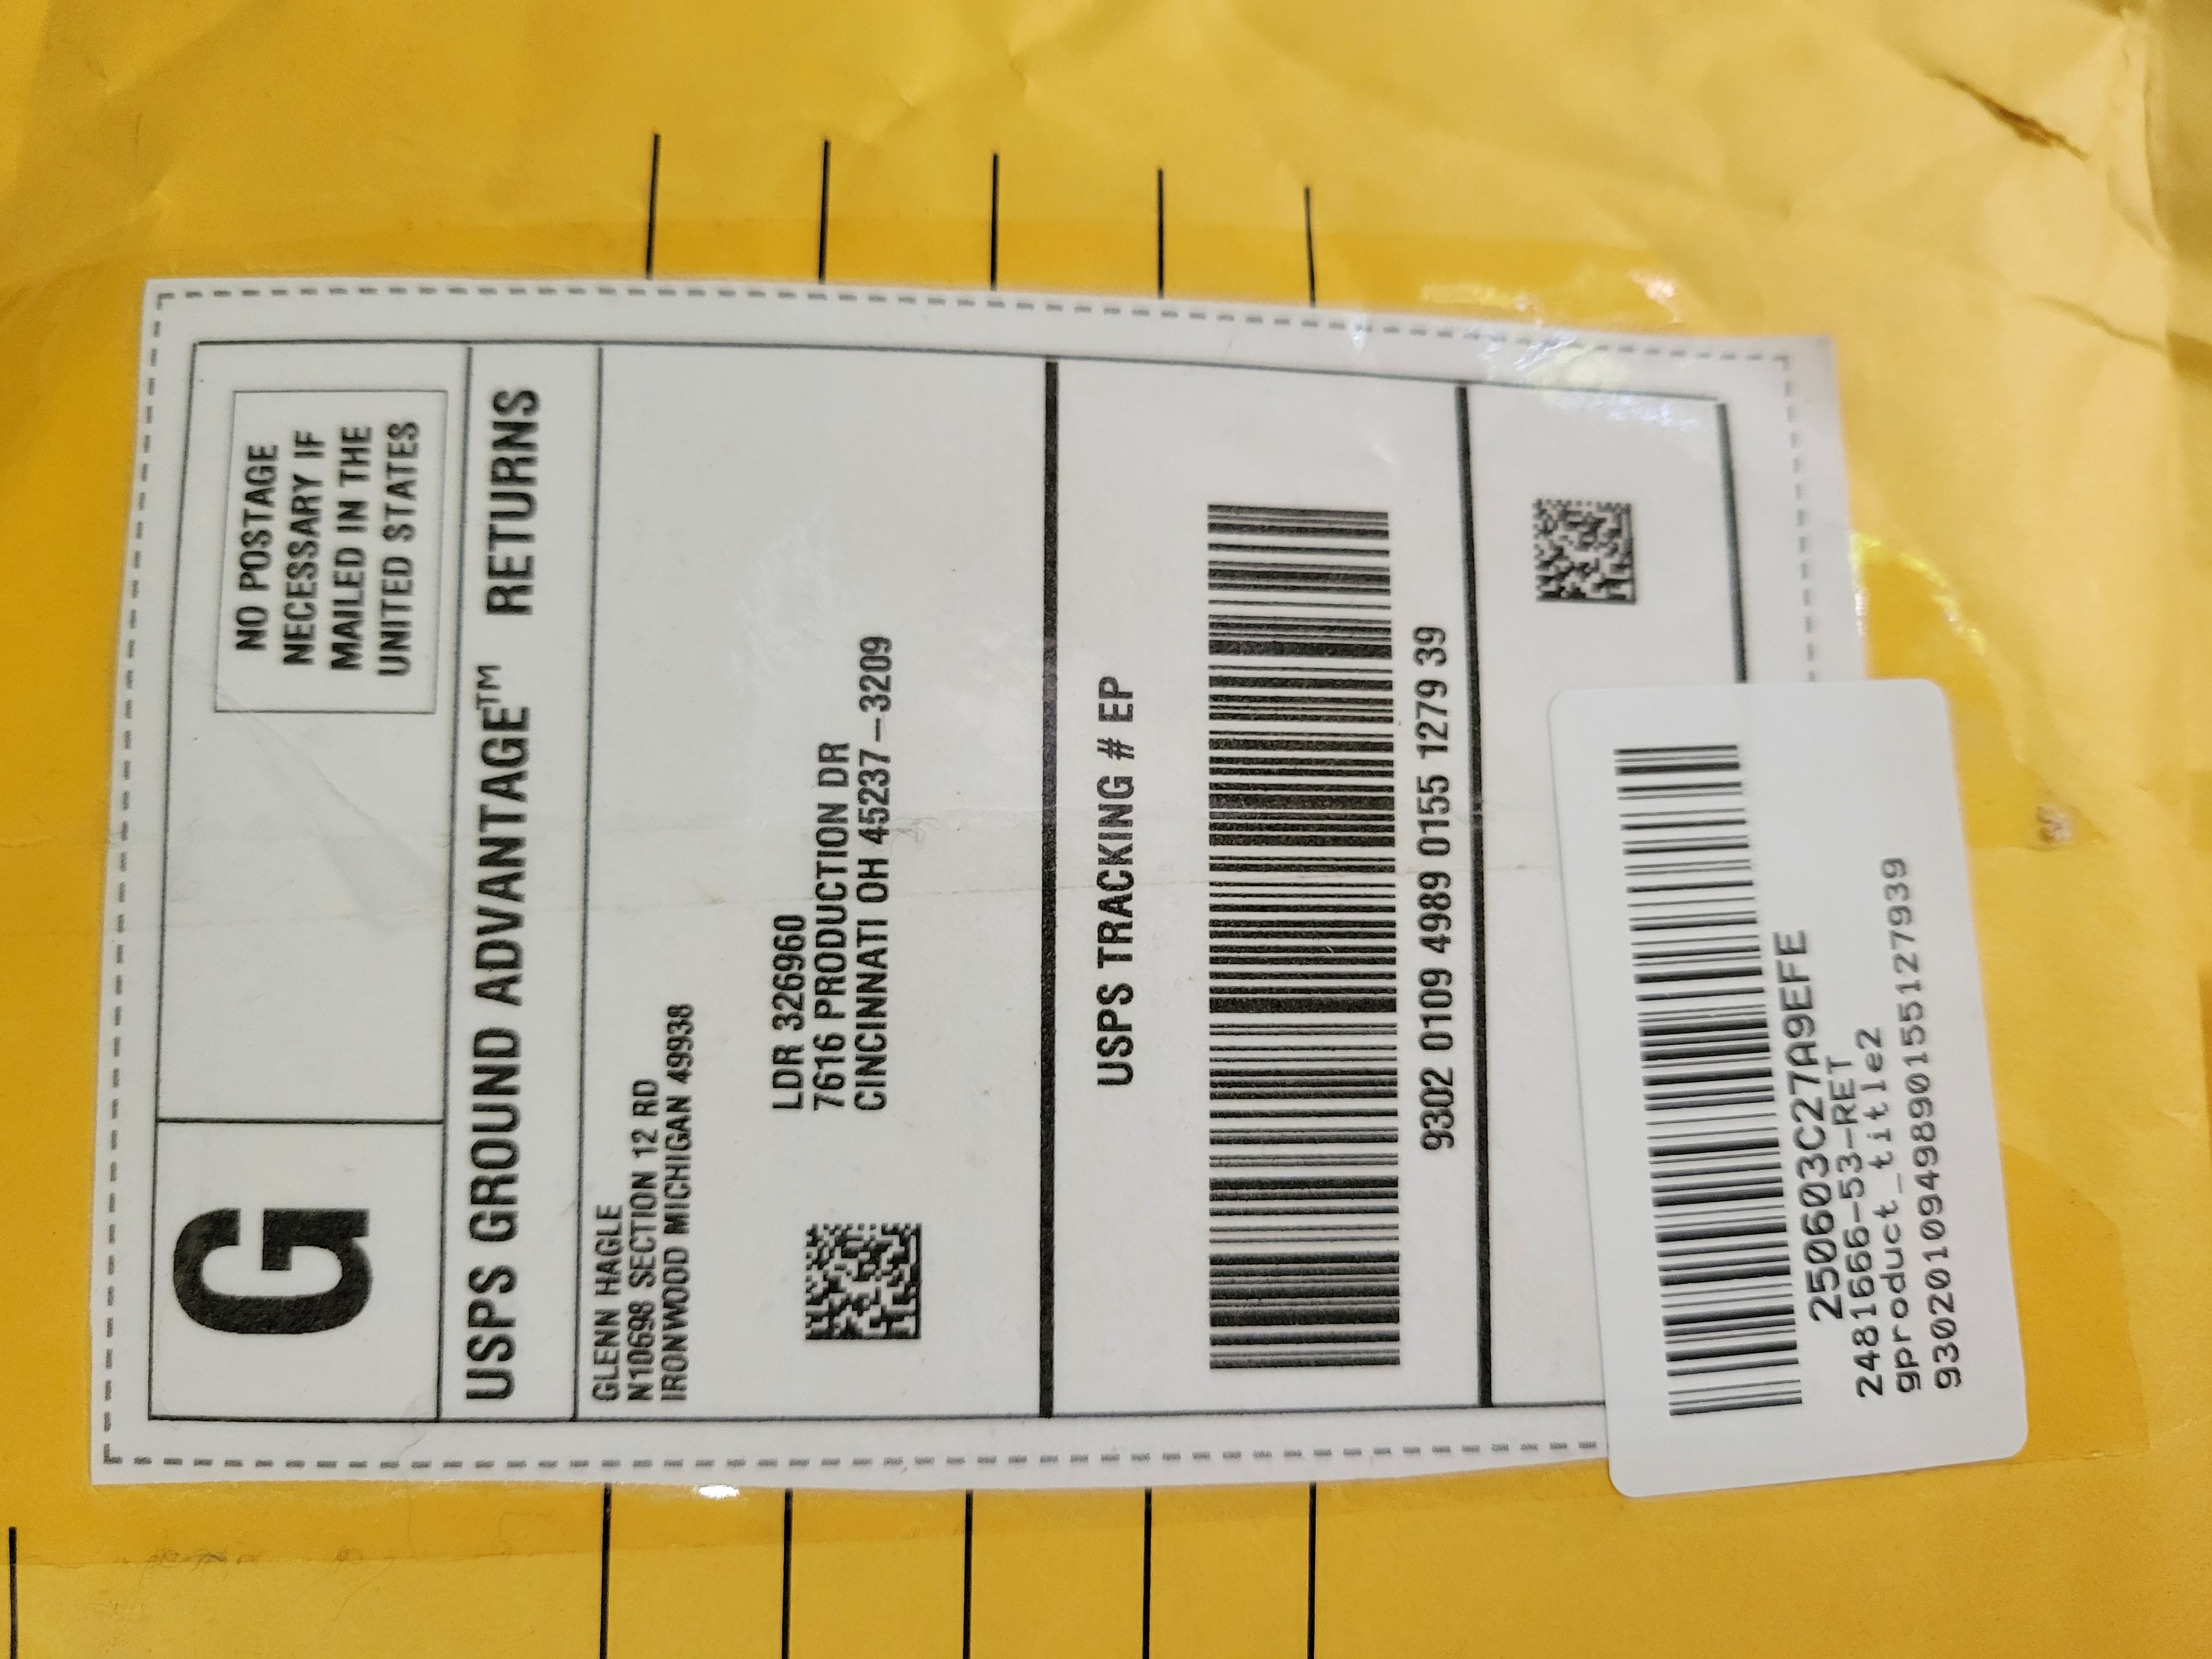 G
NO POSTAGE
NECESSARY IF
MAILED IN THE
UNITED STATES
USPS GROUND ADVANTAGE™ RETURNS
GLENN HAGLE
N10698 SECTION 12 RD
IRONWOOD MICHIGAN 49938
LDR 326960
7616 PRODUCTION DR
CINCINNATI OH 45237-3209
USPS TRACKING # EP
9302 0109 4989 0155 1279 39
250603C27A9EFE
2481666-53-RET
gproduct_title2
9302010949890155127939